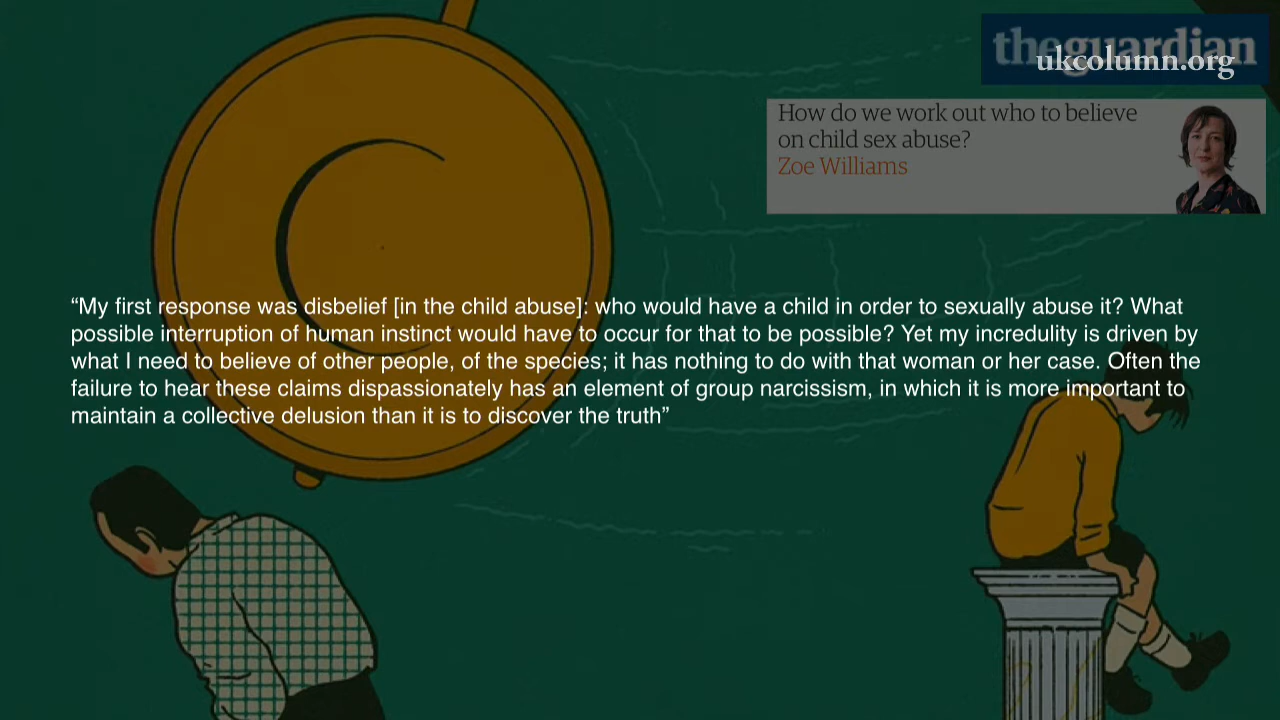 theguardian
ukcolumn.org
How do we work out who to believe
on child sex abuse?
Zoe Williams
“My first response was disbelief [in the child abuse]: who would have a child in order to sexually abuse it? What
possible interruption of human instinct would have to occur for that to be possible? Yet my incredulity is driven by
what I need to believe of other people, of the species; it has nothing to do with that woman or her case. Often the
failure to hear these claims dispassionately has an element of group narcissism, in which it is more important to
maintain a collective delusion than it is to discover the truth”